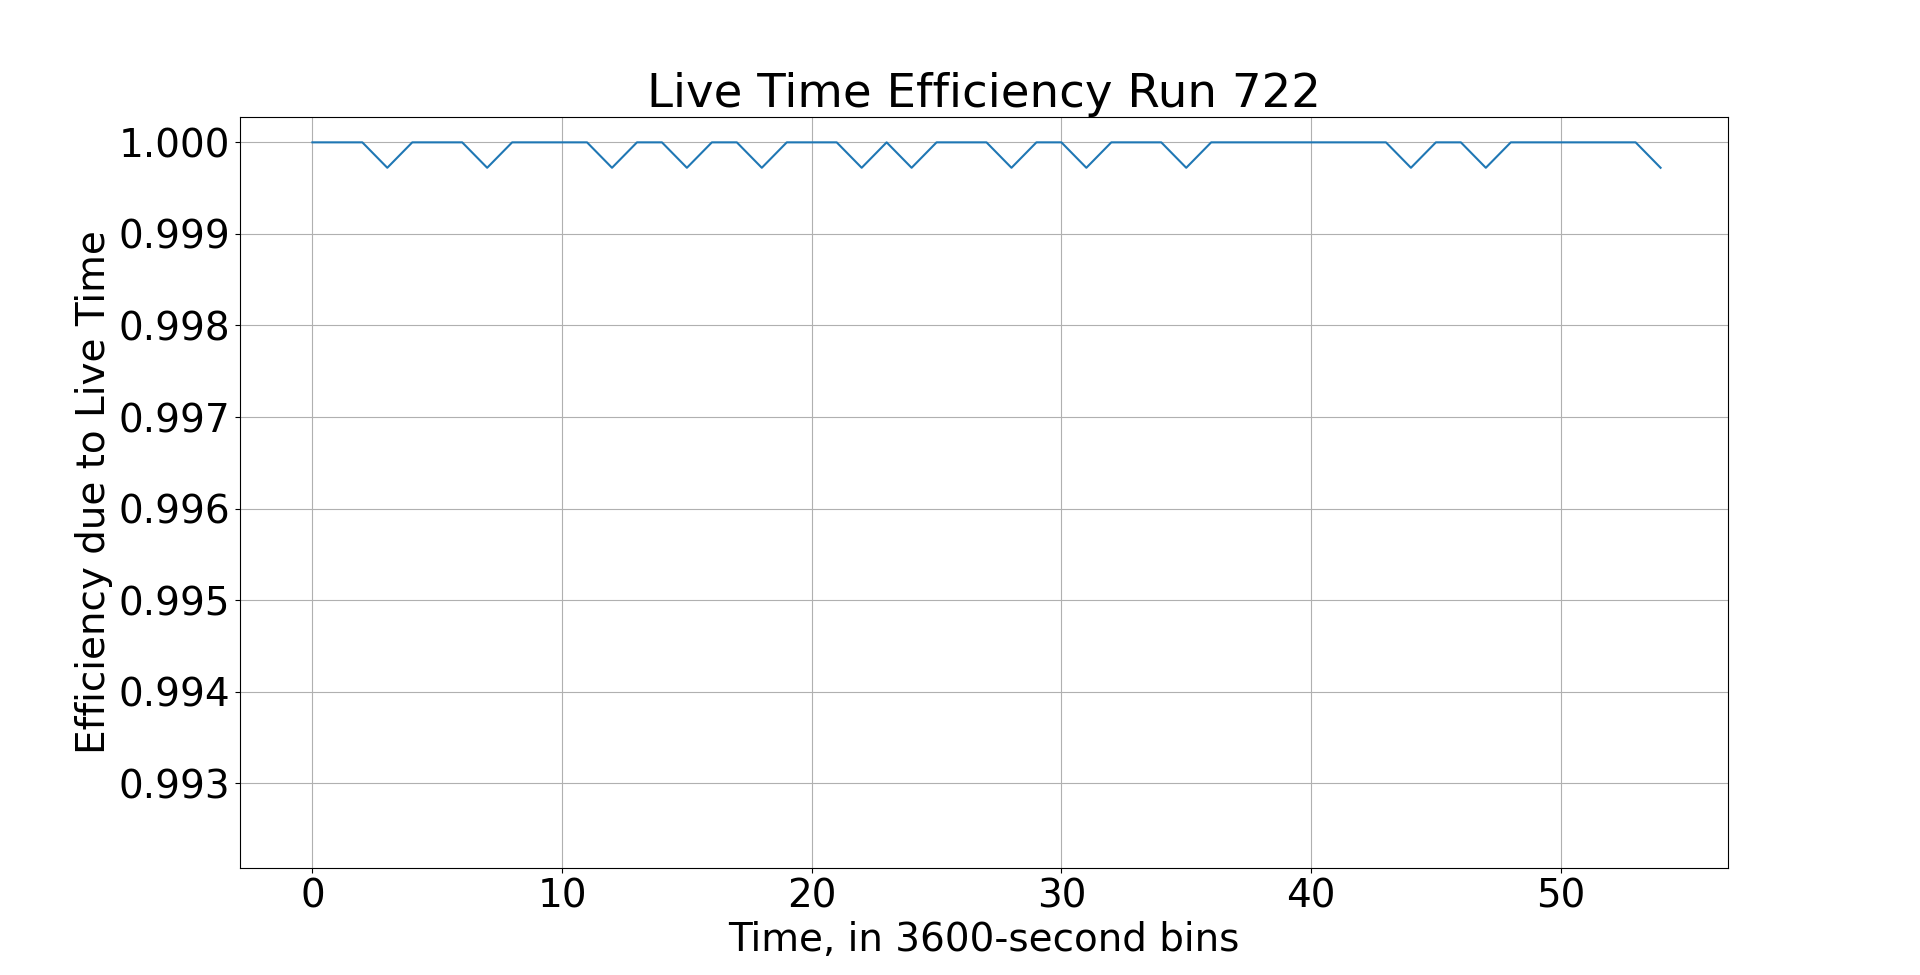 Live Time Efficiency Run 722
Efficiency due to Live Time
1.000
0.999
0.998
0.997
0.996
0.995
0.994
0.993
0 10 20 30 40 50
Time, in 3600-second bins